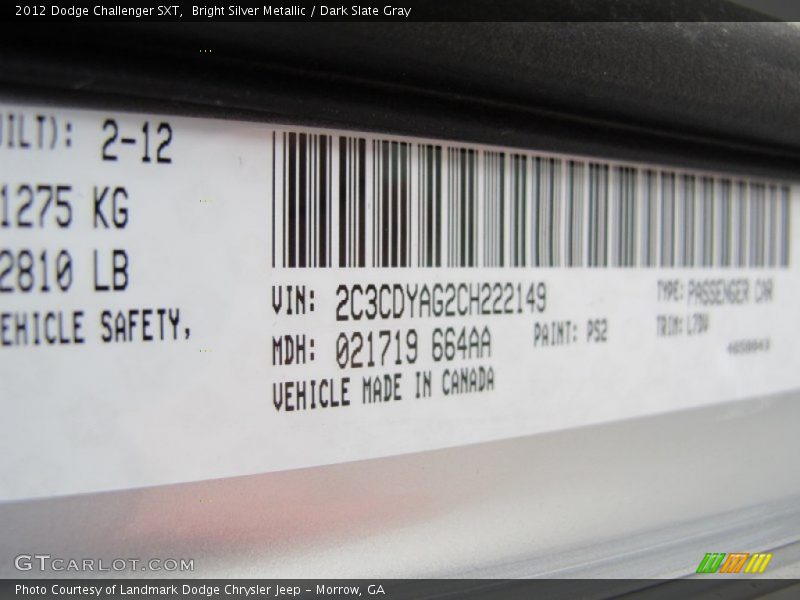 2012 Dodge Challenger SXT,  Bright Silver Metallic / Dark Slate Gray
UILT): 2-12
1275 KG
2810 LB
EHICLE SAFETY,
VIN: 2C3CDYAG2CH222149
TYPE: PASSENGER CAR
MDH: 021719 664AA
PAINT: PS2
TRIM: L7DV
VEHICLE MADE IN CANADA
GTCARLOT.COM
Photo Courtesy of Landmark Dodge Chrysler Jeep – Morrow, GA